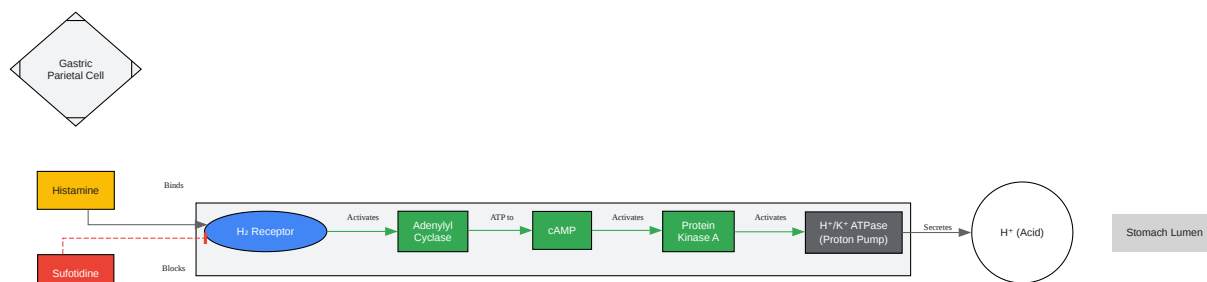 Gastric
Parietal Cell
Histamine
Binds
H₂ Receptor
Activates
Adenylyl
Cyclase
ATP to
cAMP
Activates
Protein
Kinase A
Activates
H⁺/K⁺ ATPase
(Proton Pump)
Secretes
H⁺ (Acid)
Stomach Lumen
Sufotidine
Blocks